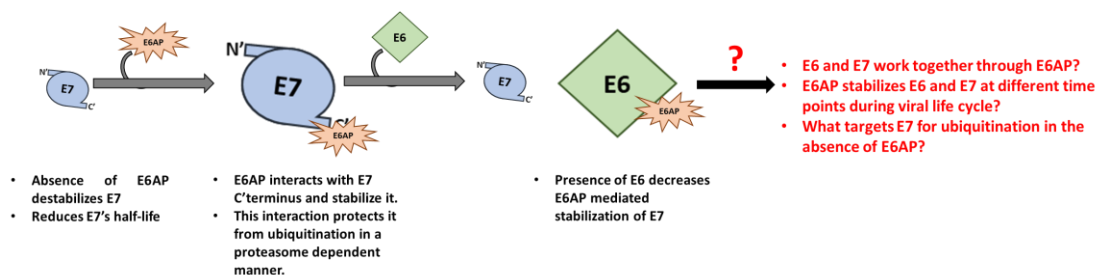 N'
E7
C'
E6AP
N'
E7
C'
E6AP
E6
N'
E7
C'
E6
E6AP
?
• E6 and E7 work together through E6AP?
• E6AP stabilizes E6 and E7 at different time
points during viral life cycle?
• What targets E7 for ubiquitination in the
absence of E6AP?
• Absence of E6AP
destabilizes E7
• Reduces E7's half-life
• E6AP interacts with E7
C'terminus and stabilize it.
• This interaction protects it
from ubiquitination in a
proteasome dependent
manner.
• Presence of E6 decreases
E6AP mediated
stabilization of E7